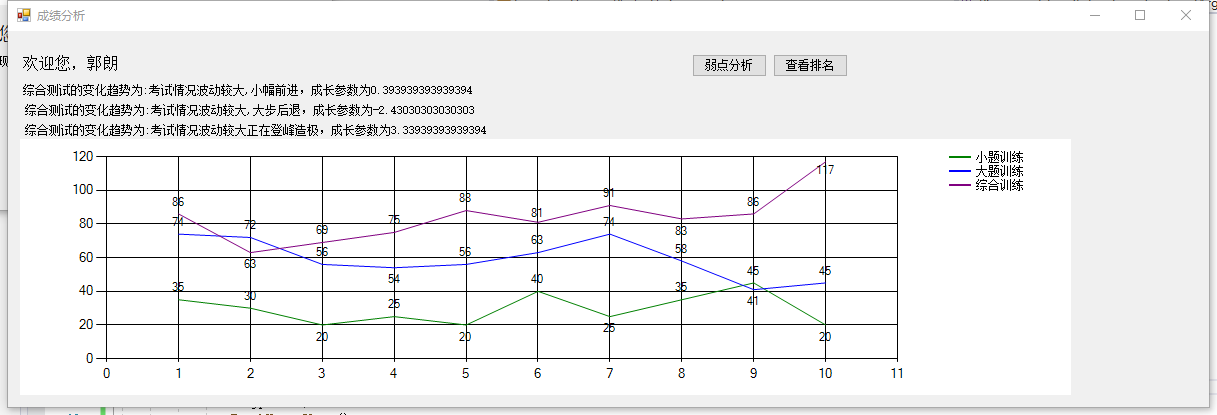 成绩分析
欢迎您，郭朗
弱点分析
查看排名
综合测试的变化趋势为:考试情况波动较大,小幅前进，成长参数为0.393939393939394
综合测试的变化趋势为:考试情况波动较大,大步后退，成长参数为-2.43030303030303
综合测试的变化趋势为:考试情况波动较大正在登峰造极，成长参数为3.33939393939394
小题训练
大题训练
综合训练
120
100
80
60
40
20
0
86 63 69 75 88 81 91 83 86 117
74 72 56 54 56 63 74 58 41 45
35 30 20 25 20 40 25 35 45 20
0 1 2 3 4 5 6 7 8 9 10 11